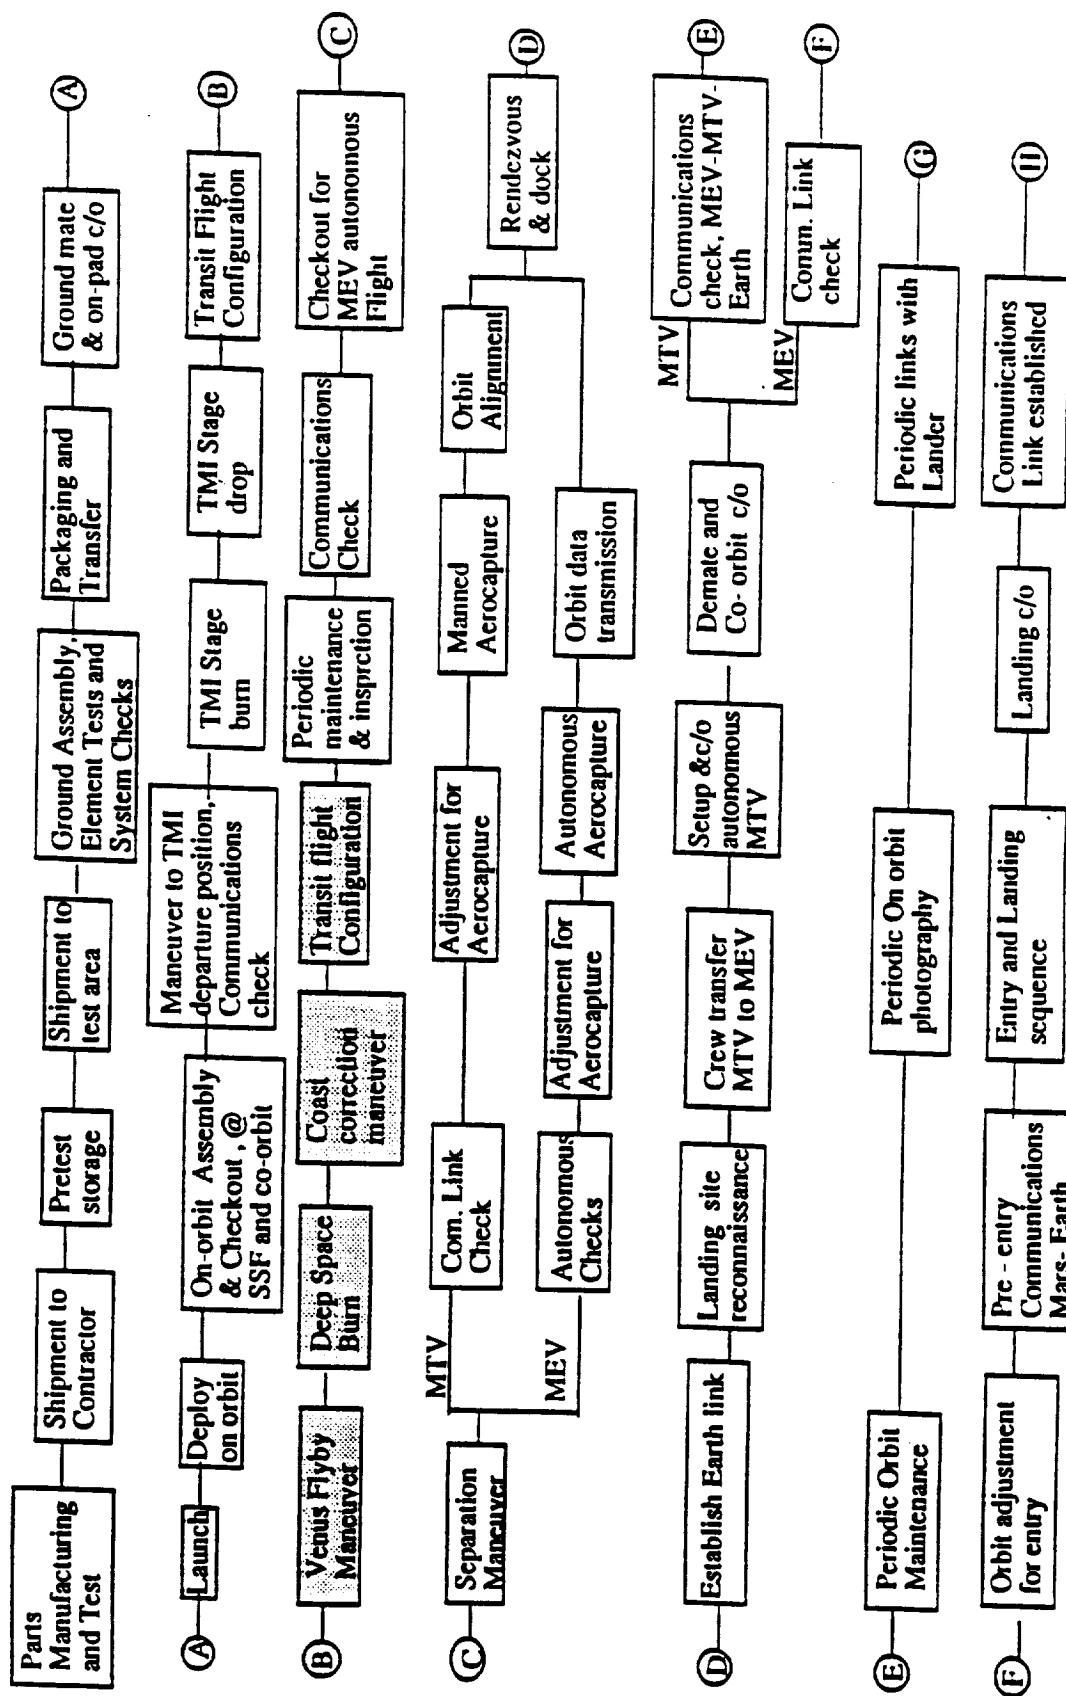 Parts
Manufacturing
and Test
Shipment to
Contractor
Pretest
storage
Shipment to
test area
Ground Assembly,
Element Tests and
System Checks
Packaging and
Transfer
Ground mate
& on-pad c/o
A
A
Launch
Deploy
on orbit
On-orbit Assembly
& Checkout, @
SSF and co-orbit
Maneuver to TMI
departure position,
Communications
check
TMI Stage
burn
TMI Stage
drop
Transit Flight
Configuration
B
B
Venus Flyby
Maneuver
Deep Space
Burn
Coast
correction
maneuver
Transit flight
Configuration
Periodic
maintenance
& insprction
Communications
Check
Checkout for
MEV autonomous
Flight
C
C
Separation
Maneuver
MTV
Com. Link
Check
Adjustment for
Aerocapture
Manned
Aerocapture
Orbit
Alignment
MEV
Autonomous
Checks
Adjustment for
Aerocapture
Autonomous
Aerocapture
Orbit data
transmission
Rendezvous
& dock
D
D
Establish Earth link
Landing site
reconnaissance
Crew transfer
MTV to MEV
Setup &c/o
autonomous
MTV
Demate and
Co- orbit c/o
MTV
Communications
check, MEV-MTV-
Earth
E
MEV
Comm. Link
check
F
E
Periodic Orbit
Maintenance
Periodic On orbit
photography
Periodic links with
Lander
G
F
Orbit adjustment
for entry
Pre - entry
Communications
Mars- Earth
Entry and Landing
sequence
Landing c/o
Communications
Link established
H